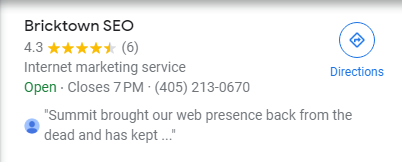 Bricktown SEO
4.3 (6)
Internet marketing service
Directions
Open · Closes 7 PM · (405) 213-0670
"Summit brought our web presence back from the
dead and has kept ..."